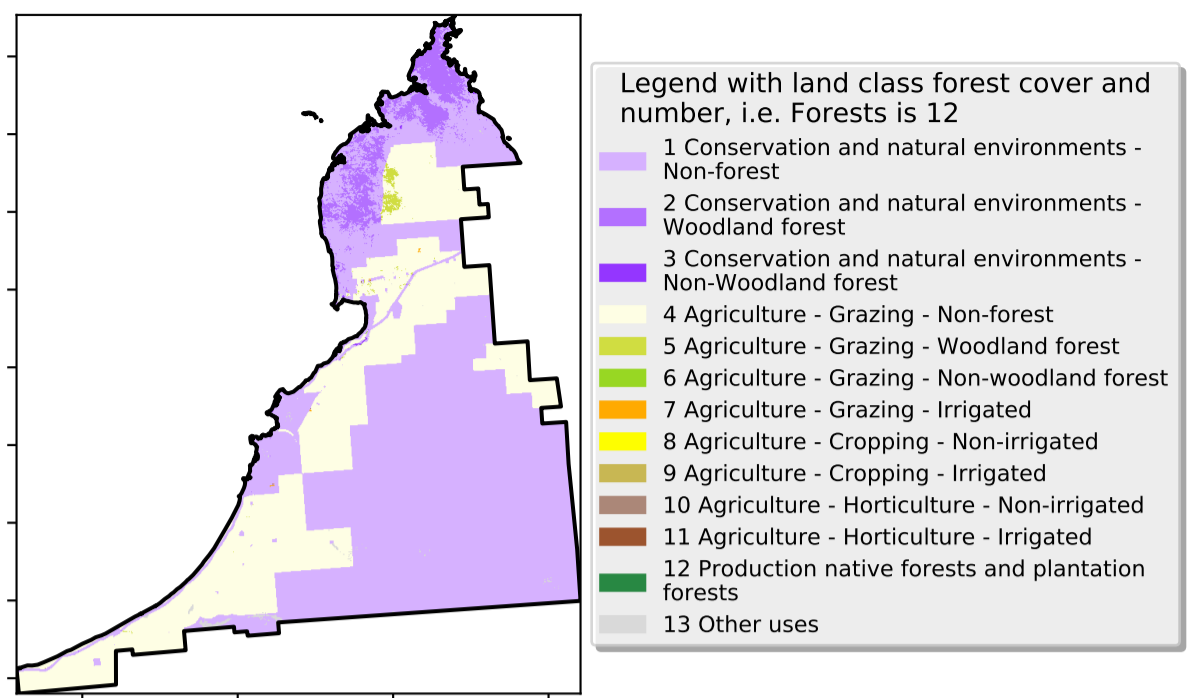 Legend with land class forest cover and
number, i.e. Forests is 12
1 Conservation and natural environments -
Non-forest
2 Conservation and natural environments -
Woodland forest
3 Conservation and natural environments -
Non-Woodland forest
4 Agriculture - Grazing - Non-forest
5 Agriculture - Grazing - Woodland forest
6 Agriculture - Grazing - Non-woodland forest
7 Agriculture - Grazing - Irrigated
8 Agriculture - Cropping - Non-irrigated
9 Agriculture - Cropping - Irrigated
10 Agriculture - Horticulture - Non-irrigated
11 Agriculture - Horticulture - Irrigated
12 Production native forests and plantation
forests
13 Other uses